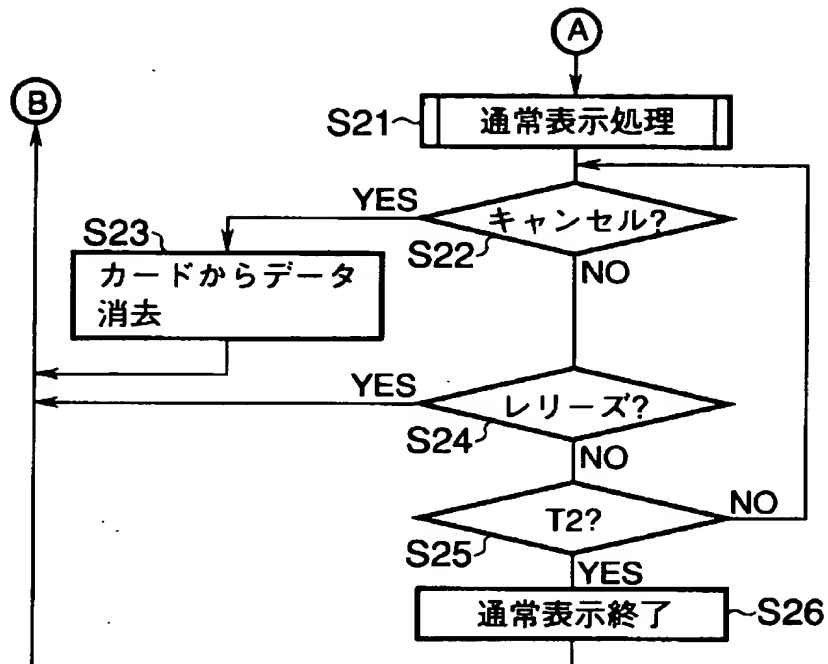 A
B
S21
通常表示処理
YES
キャンセル?
S22
NO
S23
カードからデータ
消去
YES
レリーズ?
S24
NO
T2?
NO
S25
YES
通常表示終了
S26